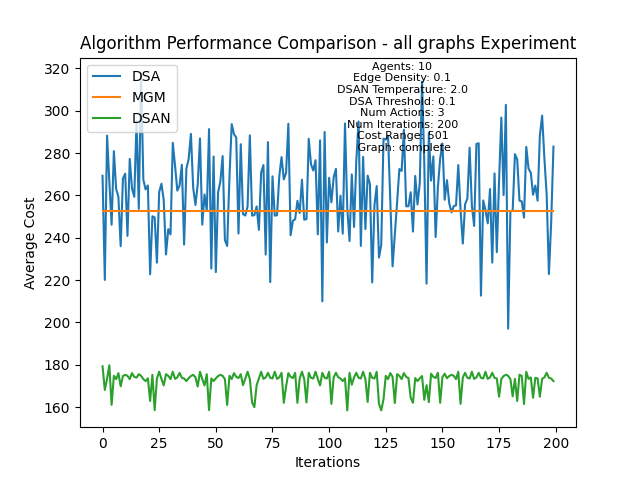 Algorithm Performance Comparison - all graphs Experiment
DSA
MGM
DSAN
Agents: 10
Edge Density: 0.1
DSAN Temperature: 2.0
DSA Threshold: 0.1
Num Actions: 3
Num Iterations: 200
Cost Range: 501
Graph: complete
Average Cost
320
300
280
260
240
220
200
180
160
0
25
50
75
100
125
150
175
200
Iterations